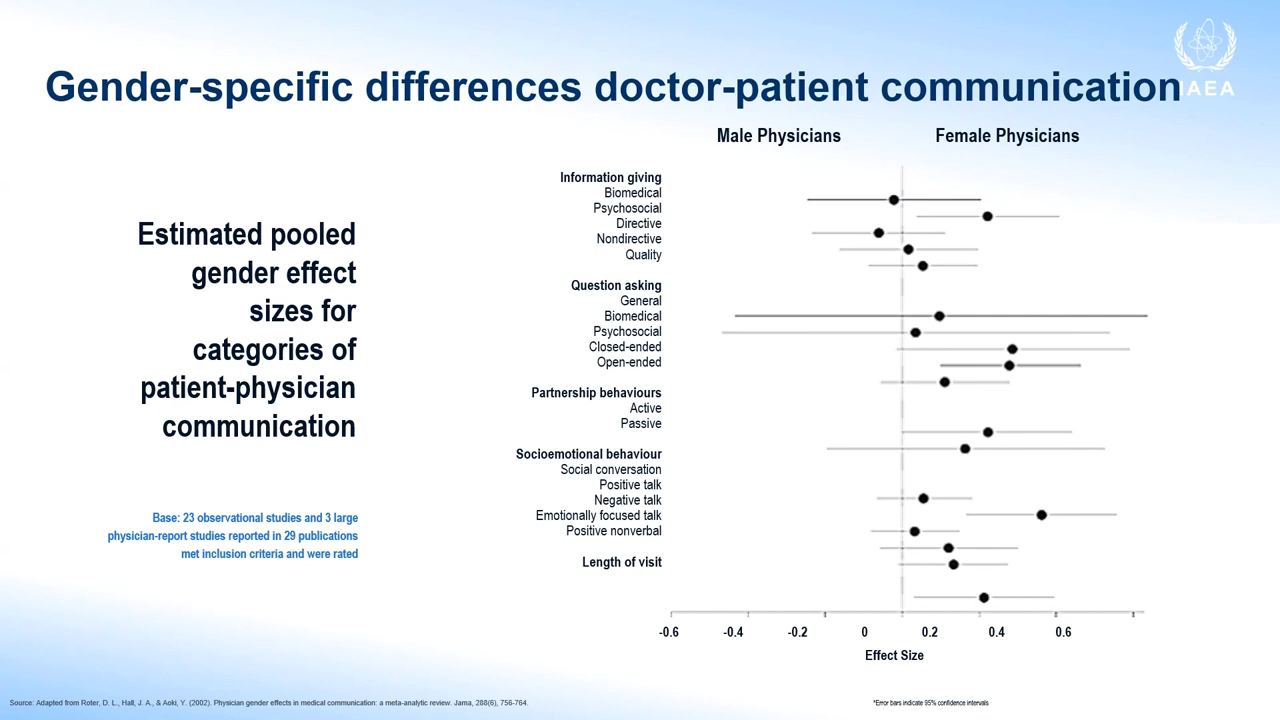 IAEA
Gender-specific differences doctor-patient communication
Male Physicians
Female Physicians
Estimated pooled
gender effect
sizes for
categories of
patient-physician
communication
Base: 23 observational studies and 3 large
physician-report studies reported in 29 publications
met inclusion criteria and were rated
Information giving
Biomedical
Psychosocial
Directive
Nondirective
Quality
Question asking
General
Biomedical
Psychosocial
Closed-ended
Open-ended
Partnership behaviours
Active
Passive
Socioemotional behaviour
Social conversation
Positive talk
Negative talk
Emotionally focused talk
Positive nonverbal
Length of visit
-0.6 -0.4 -0.2 0 0.2 0.4 0.6
Effect Size
Source: Adapted from Roter, D. L., Hall, J. A., & Aoki, Y. (2002). Physician gender effects in medical communication: a meta-analytic review. Jama, 288(6), 756-764.
*Error bars indicate 95% confidence intervals